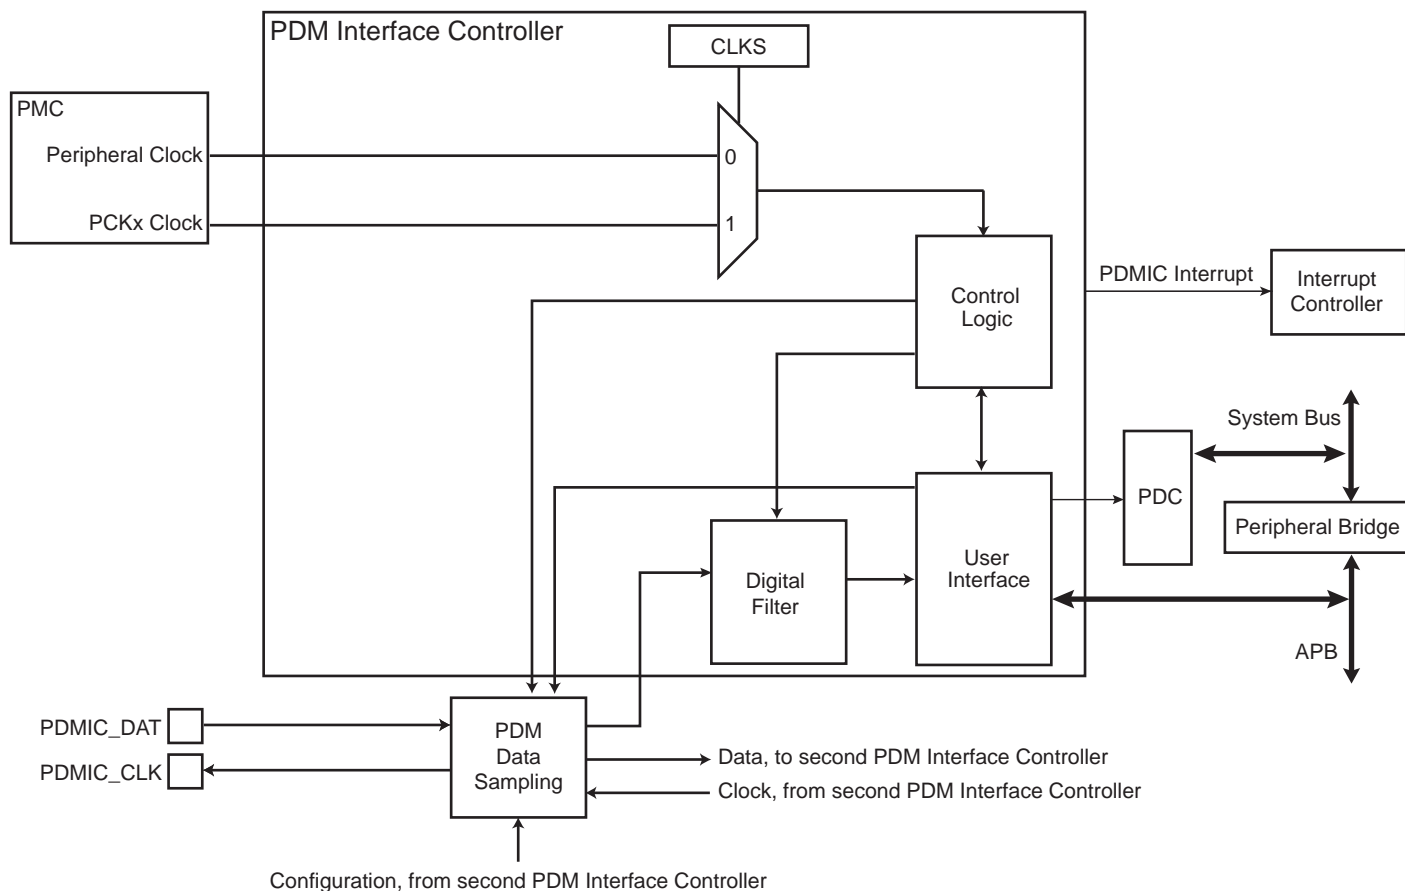 PDM Interface Controller
CLKS
PMC
Peripheral Clock
0
PCKx Clock
1
Control
Logic
PDMIC Interrupt
Interrupt
Controller
System Bus
PDC
Peripheral Bridge
User
Interface
Digital
Filter
APB
PDMIC_DAT
PDMIC_CLK
PDM
Data
Sampling
Data, to second PDM Interface Controller
Clock, from second PDM Interface Controller
Configuration, from second PDM Interface Controller